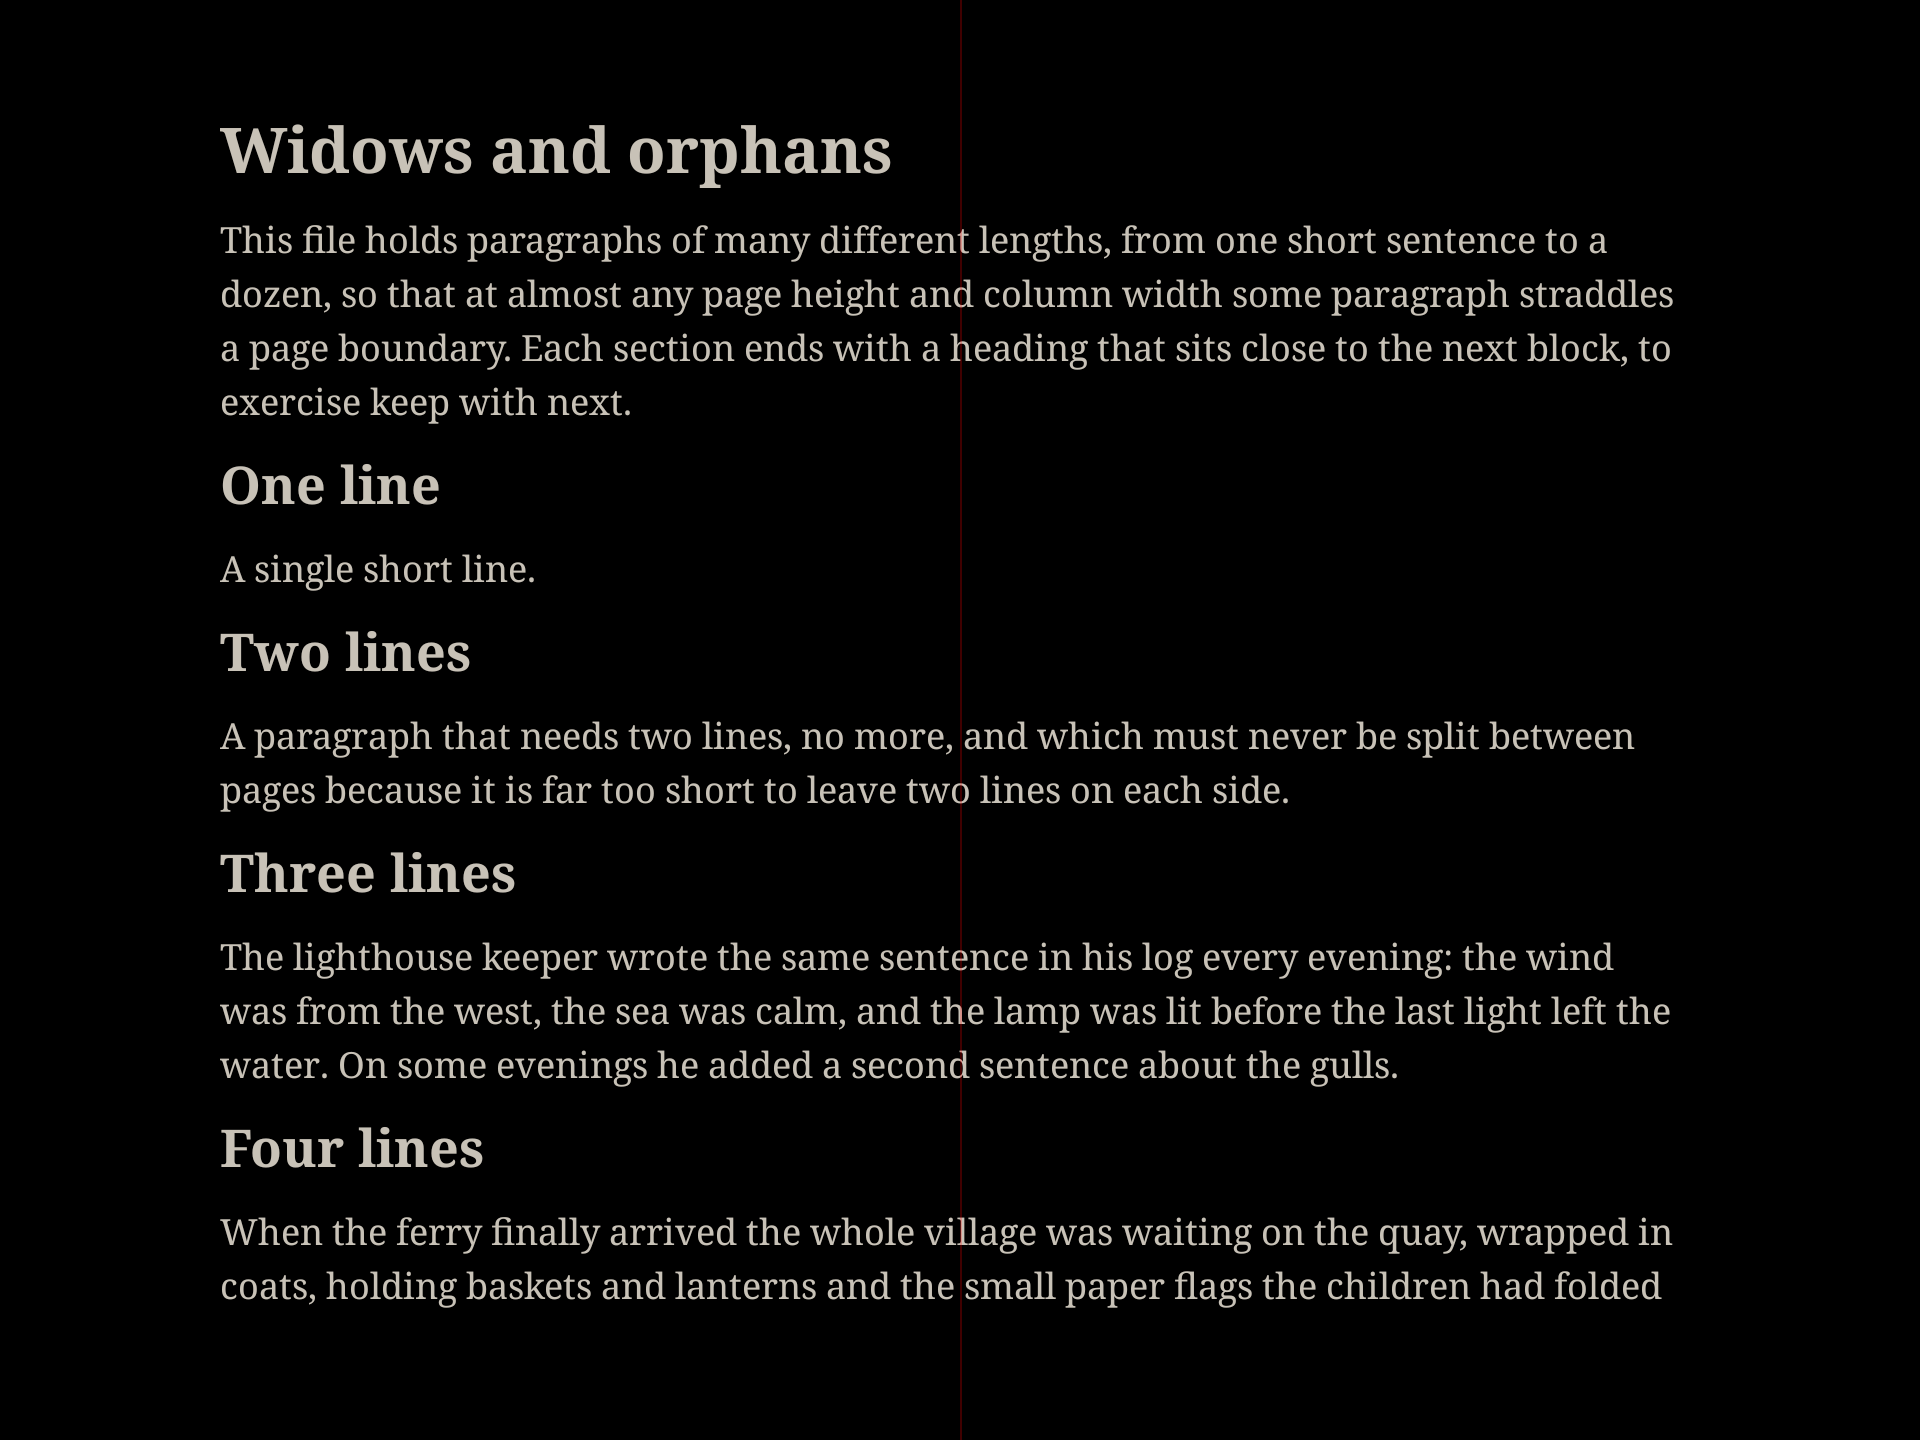 Widows and orphans
This file holds paragraphs of many different lengths, from one short sentence to a
dozen, so that at almost any page height and column width some paragraph straddles
a page boundary. Each section ends with a heading that sits close to the next block, to
exercise keep with next.
One line
A single short line.
Two lines
A paragraph that needs two lines, no more, and which must never be split between
pages because it is far too short to leave two lines on each side.
Three lines
The lighthouse keeper wrote the same sentence in his log every evening: the wind
was from the west, the sea was calm, and the lamp was lit before the last light left the
water. On some evenings he added a second sentence about the gulls.
Four lines
When the ferry finally arrived the whole village was waiting on the quay, wrapped in
coats, holding baskets and lanterns and the small paper flags the children had folded